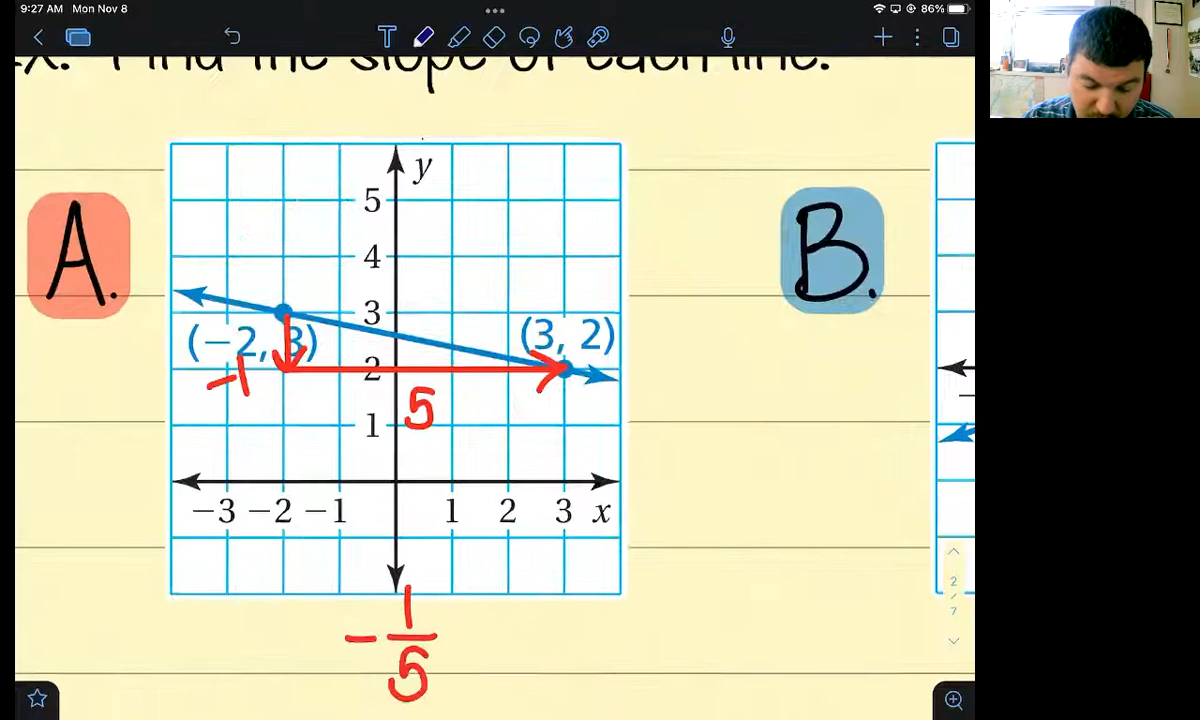 9:27 AM Mon Nov 8
86%
T
Ex. Find the slope of each line.
A.
B.
y
5
4
3
(−2, 3)
(3, 2)
−1
2
5
1
−3 −2 −1 1 2 3 x
−1/5
2
/
7